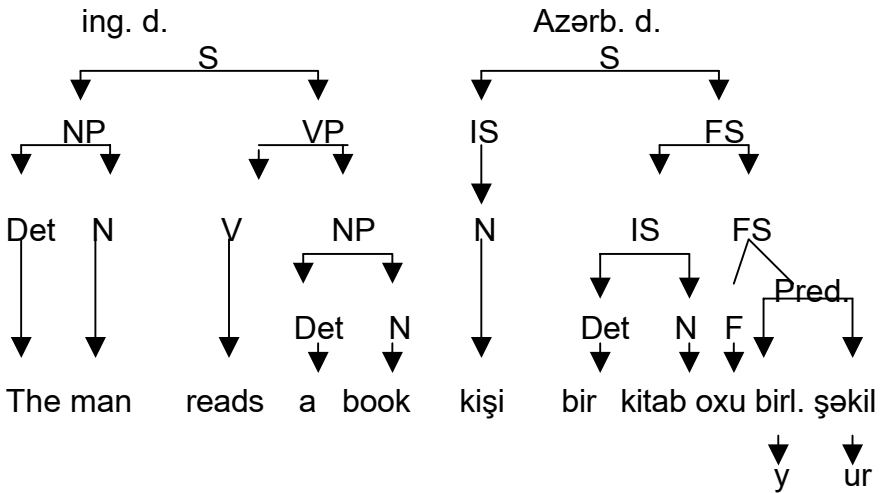 ing. d. Azərb. d.
S S
NP VP IS FS
Det N V NP N IS FS
Pred.
Det N Det N F
The man reads a book kişi bir kitab oxu birl. şəkil
y ur